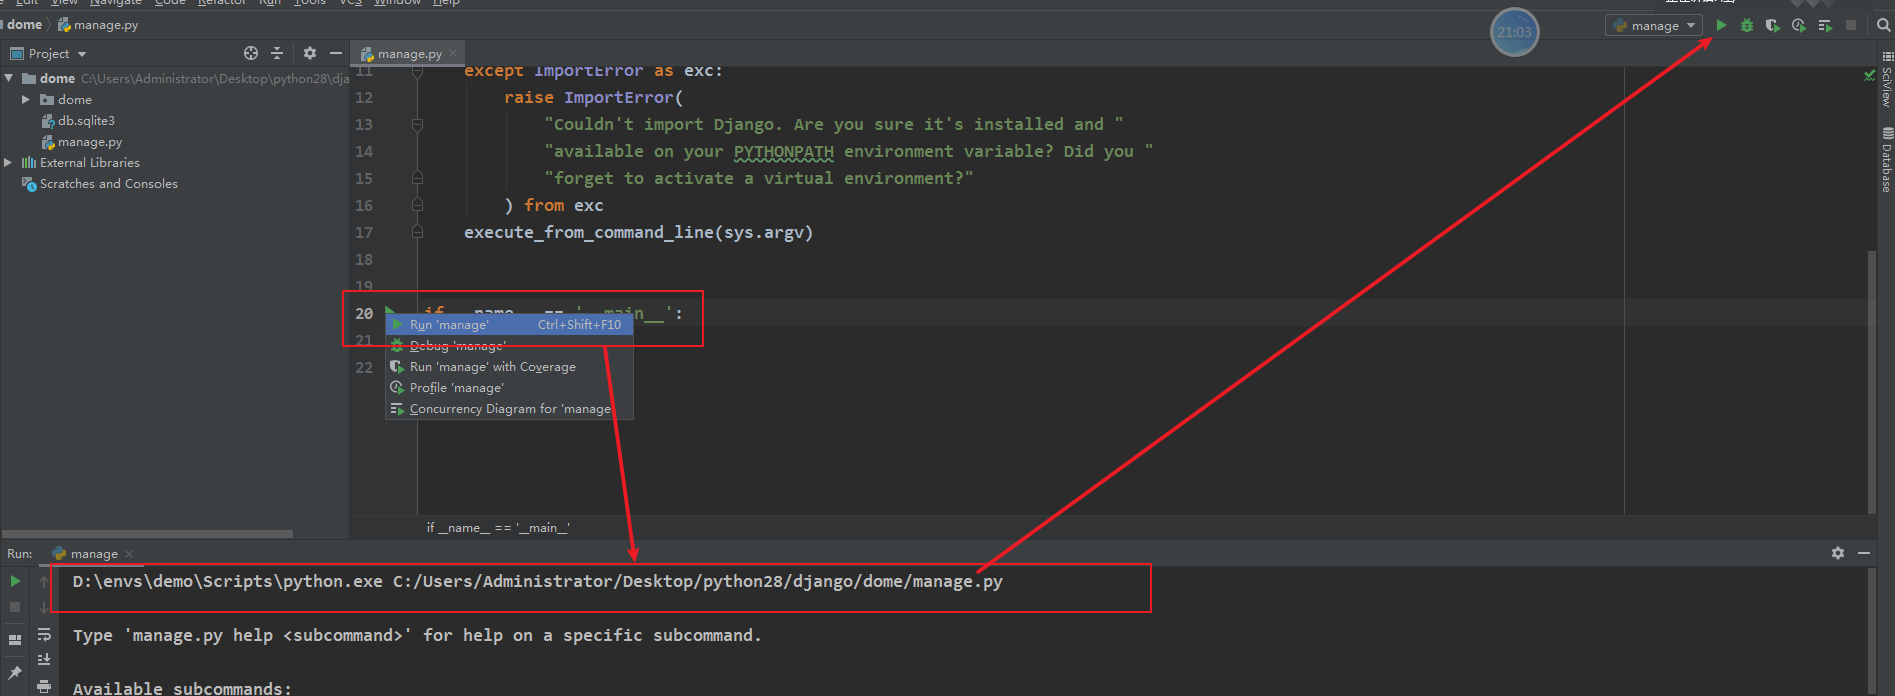 Edit View Navigate Code Refactor Run Tools VCS Window Help
dome manage.py
21:03
manage
Project
manage.py
dome C:\Users\Administrator\Desktop\python28\dja
dome
db.sqlite3
manage.py
External Libraries
Scratches and Consoles
11 except ImportError as exc:
12 raise ImportError(
13 "Couldn't import Django. Are you sure it's installed and "
14 "available on your PYTHONPATH environment variable? Did you "
15 "forget to activate a virtual environment?"
16 ) from exc
17 execute_from_command_line(sys.argv)
18
19
20 if __name__ == '__main__':
21
22
Run 'manage' Ctrl+Shift+F10
Debug 'manage'
Run 'manage' with Coverage
Profile 'manage'
Concurrency Diagram for 'manage'
if __name__ == '__main__'
SciView
Database
Run: manage
D:\envs\demo\Scripts\python.exe C:/Users/Administrator/Desktop/python28/django/dome/manage.py
Type 'manage.py help <subcommand>' for help on a specific subcommand.
Available subcommands: